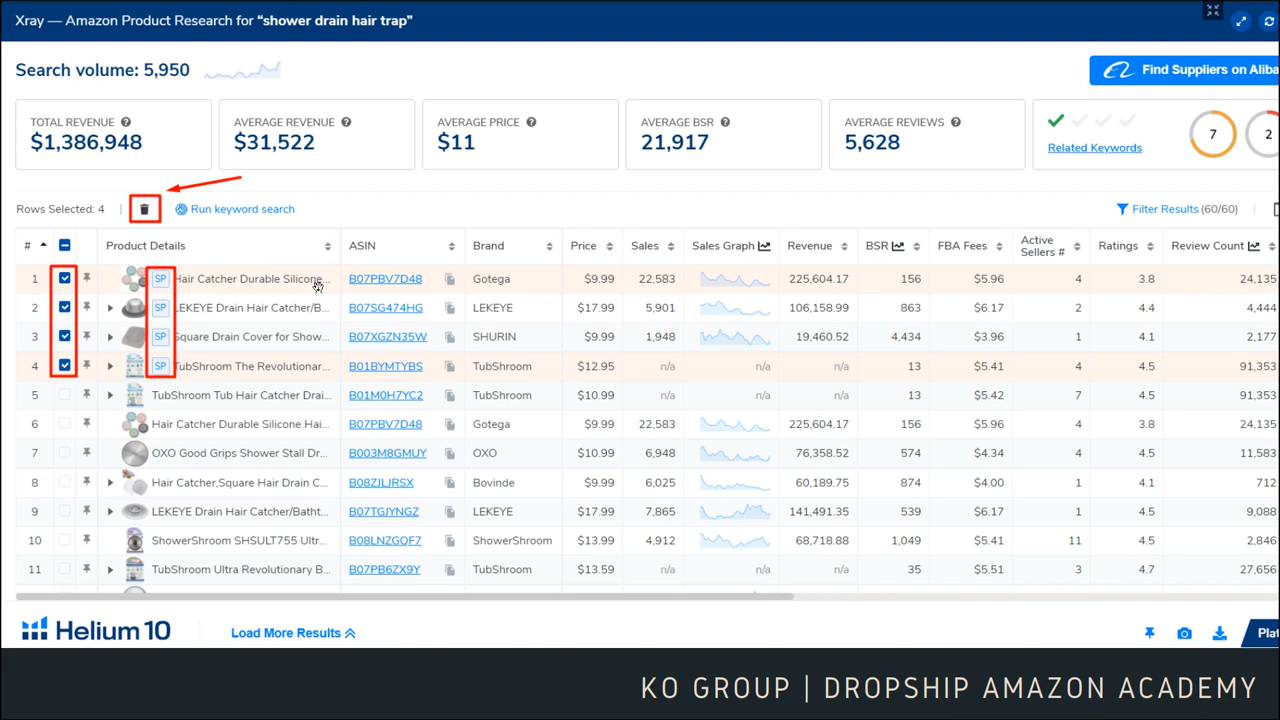 Xray — Amazon Product Research for “shower drain hair trap”
Search volume: 5,950
Find Suppliers on Aliba
TOTAL REVENUE ?
$1,386,948
AVERAGE REVENUE ?
$31,522
AVERAGE PRICE ?
$11
AVERAGE BSR ?
21,917
AVERAGE REVIEWS ?
5,628
Related Keywords
7
2
Rows Selected: 4
Run keyword search
Filter Results (60/60)
# Product Details ASIN Brand Price Sales Sales Graph Revenue BSR FBA Fees Active Sellers # Ratings Review Count
1 SP Hair Catcher Durable Silicone... B07PBV7D48 Gotega $9.99 22,583 225,604.17 156 $5.96 4 3.8 24,135
2 SP LEKEYE Drain Hair Catcher/B... B07SG474HG LEKEYE $17.99 5,901 106,158.99 863 $6.17 2 4.4 4,444
3 SP Square Drain Cover for Show... B07XGZN35W SHURIN $9.99 1,948 19,460.52 4,434 $3.96 1 4.1 2,177
4 SP TubShroom The Revolutionar... B01BYMTYBS TubShroom $12.95 n/a n/a 13 $5.41 4 4.5 91,353
5 TubShroom Tub Hair Catcher Drai... B01M0H7YC2 TubShroom $10.99 n/a n/a 13 $5.42 7 4.5 91,353
6 Hair Catcher Durable Silicone Hai... B07PBV7D48 Gotega $9.99 22,583 225,604.17 156 $5.96 4 3.8 24,135
7 OXO Good Grips Shower Stall Dr... B003M8GMUY OXO $10.99 6,948 76,358.52 574 $4.34 4 4.5 11,583
8 Hair Catcher,Square Hair Drain C... B08ZJLJRSX Bovinde $9.99 6,025 60,189.75 874 $4.00 1 4.1 712
9 LEKEYE Drain Hair Catcher/Batht... B07TGJYNGZ LEKEYE $17.99 7,865 141,491.35 539 $6.17 1 4.5 9,088
10 ShowerShroom SHSULT755 Ultr... B08LNZGQF7 ShowerShroom $13.99 4,912 68,718.88 1,049 $5.41 11 4.5 2,846
11 TubShroom Ultra Revolutionary B... B07PB6ZX9Y TubShroom $13.59 n/a n/a 35 $5.51 3 4.7 27,656
Helium 10
Load More Results
Plat
KO GROUP | DROPSHIP AMAZON ACADEMY